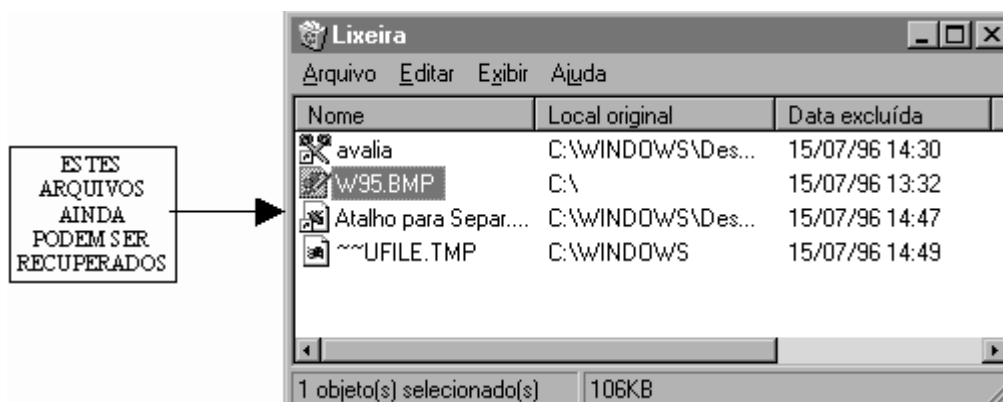 Lixeira
Arquivo Editar Exibir Ajuda
Nome Local original Data excluída
avalia C:\WINDOWS\Des... 15/07/96 14:30
W95.BMP C:\ 15/07/96 13:32
Atalho para Separ.... C:\WINDOWS\Des... 15/07/96 14:47
~~UFILE.TMP C:\WINDOWS 15/07/96 14:49
1 objeto(s) selecionado(s) 106KB
ESTES
ARQUIVOS
AINDA
PODEM SER
RECUPERADOS